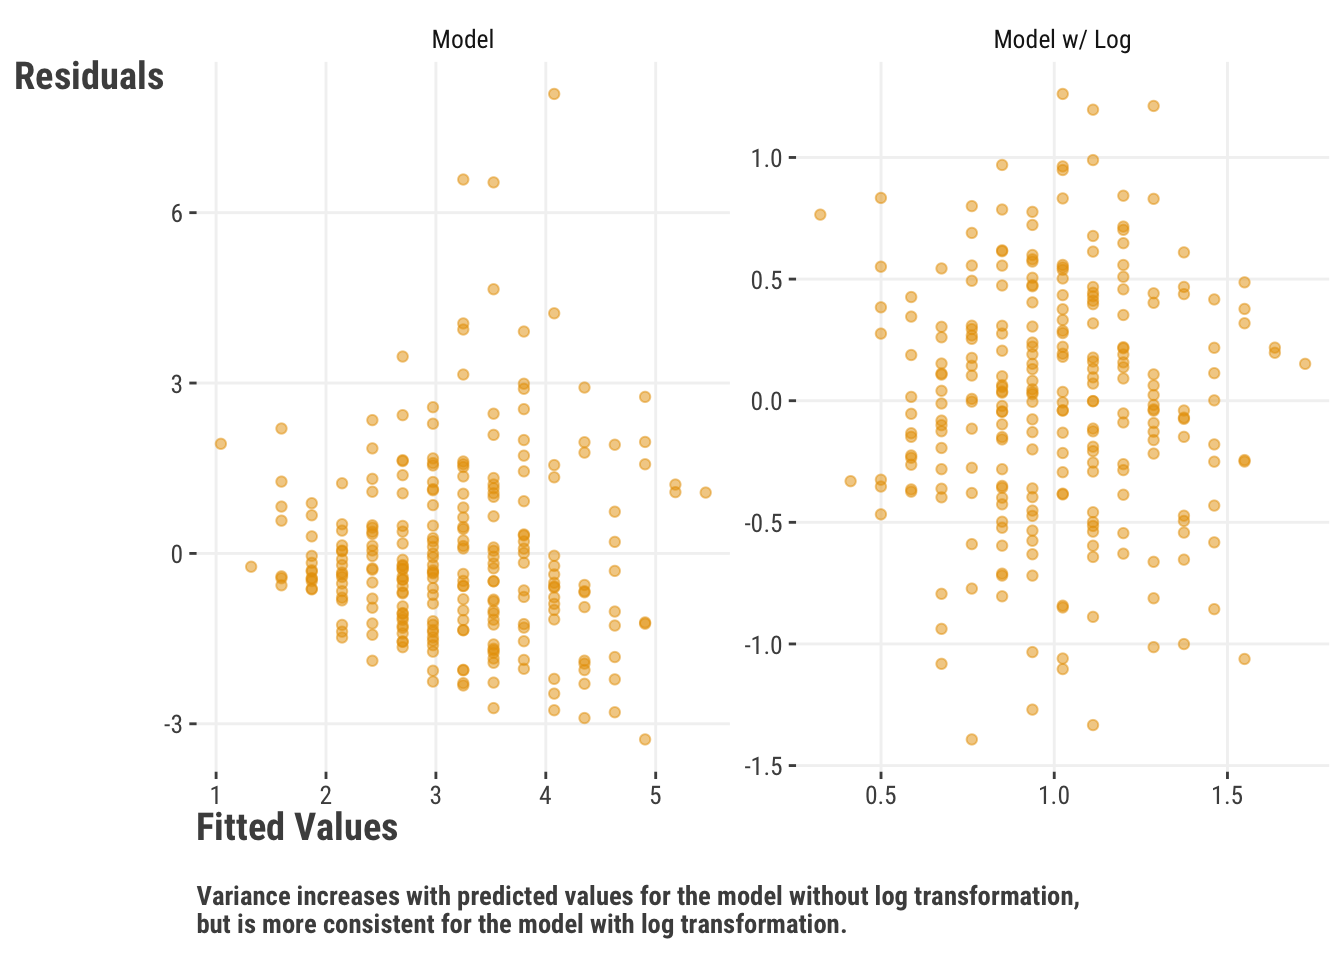 Model
Model w/ Log
Residuals
6
3
0
-3
1.0
0.5
0.0
-0.5
-1.0
-1.5
1 2 3 4 5
0.5 1.0 1.5
Fitted Values
Variance increases with predicted values for the model without log transformation,
but is more consistent for the model with log transformation.